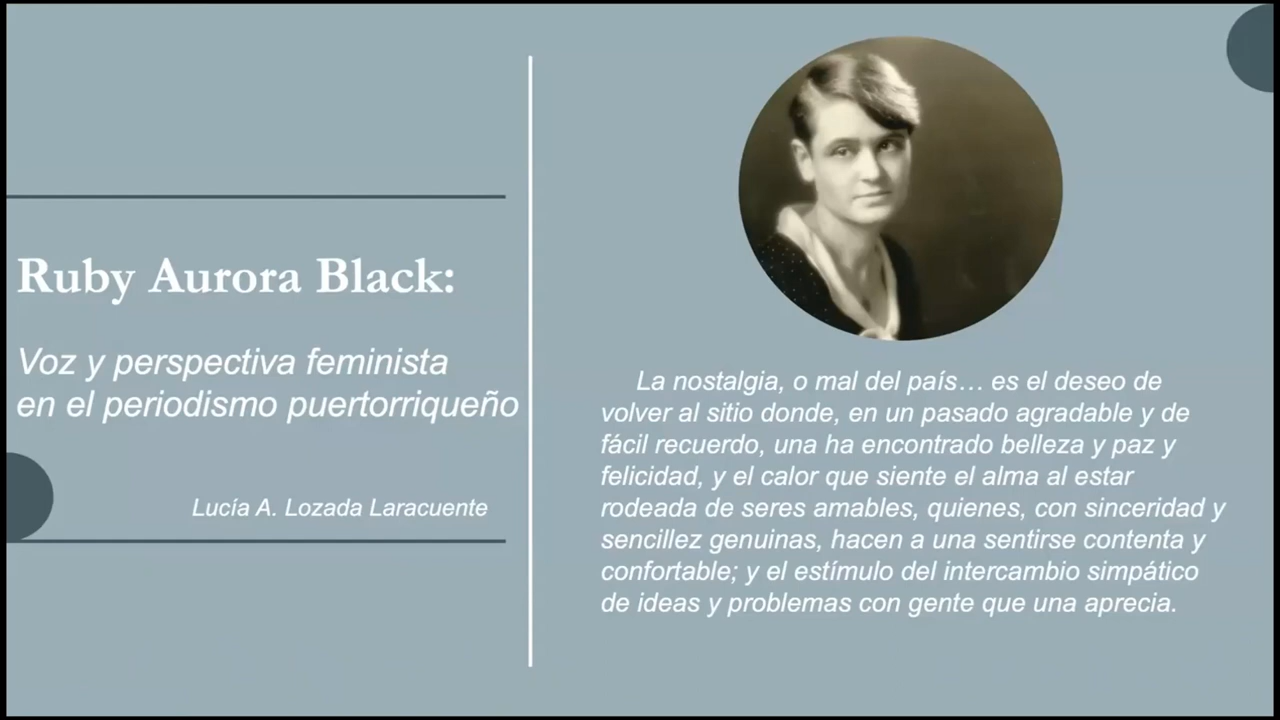 Ruby Aurora Black:
Voz y perspectiva feminista
en el periodismo puertorriqueño
Lucía A. Lozada Laracuente
La nostalgia, o mal del país… es el deseo de
volver al sitio donde, en un pasado agradable y de
fácil recuerdo, una ha encontrado belleza y paz y
felicidad, y el calor que siente el alma al estar
rodeada de seres amables, quienes, con sinceridad y
sencillez genuinas, hacen a una sentirse contenta y
confortable; y el estímulo del intercambio simpático
de ideas y problemas con gente que una aprecia.